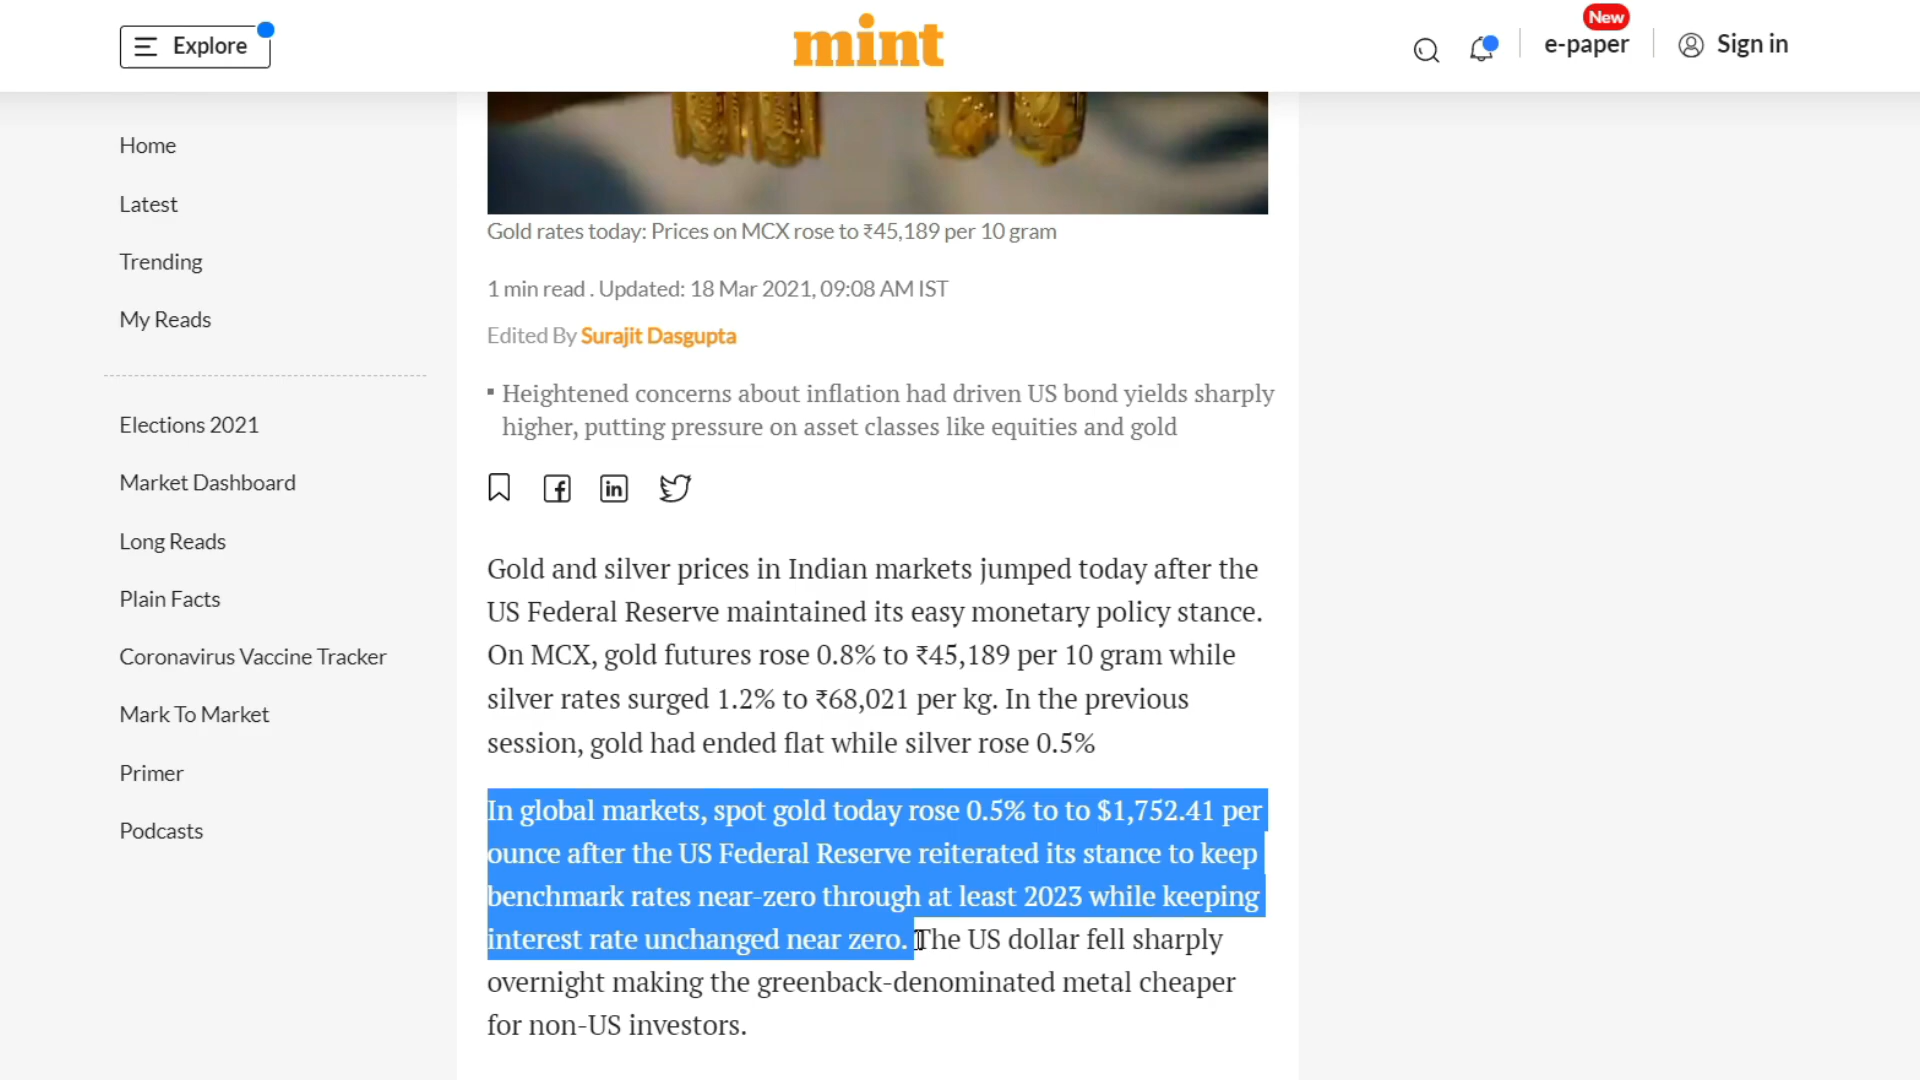 Explore
mint
New
e-paper
Sign in
Home
Latest
Trending
My Reads
Elections 2021
Market Dashboard
Long Reads
Plain Facts
Coronavirus Vaccine Tracker
Mark To Market
Primer
Podcasts
Gold rates today: Prices on MCX rose to ₹45,189 per 10 gram
1 min read . Updated: 18 Mar 2021, 09:08 AM IST
Edited By Surajit Dasgupta
▪ Heightened concerns about inflation had driven US bond yields sharply
higher, putting pressure on asset classes like equities and gold
Gold and silver prices in Indian markets jumped today after the
US Federal Reserve maintained its easy monetary policy stance.
On MCX, gold futures rose 0.8% to ₹45,189 per 10 gram while
silver rates surged 1.2% to ₹68,021 per kg. In the previous
session, gold had ended flat while silver rose 0.5%
In global markets, spot gold today rose 0.5% to to $1,752.41 per
ounce after the US Federal Reserve reiterated its stance to keep
benchmark rates near-zero through at least 2023 while keeping
interest rate unchanged near zero. The US dollar fell sharply
overnight making the greenback-denominated metal cheaper
for non-US investors.